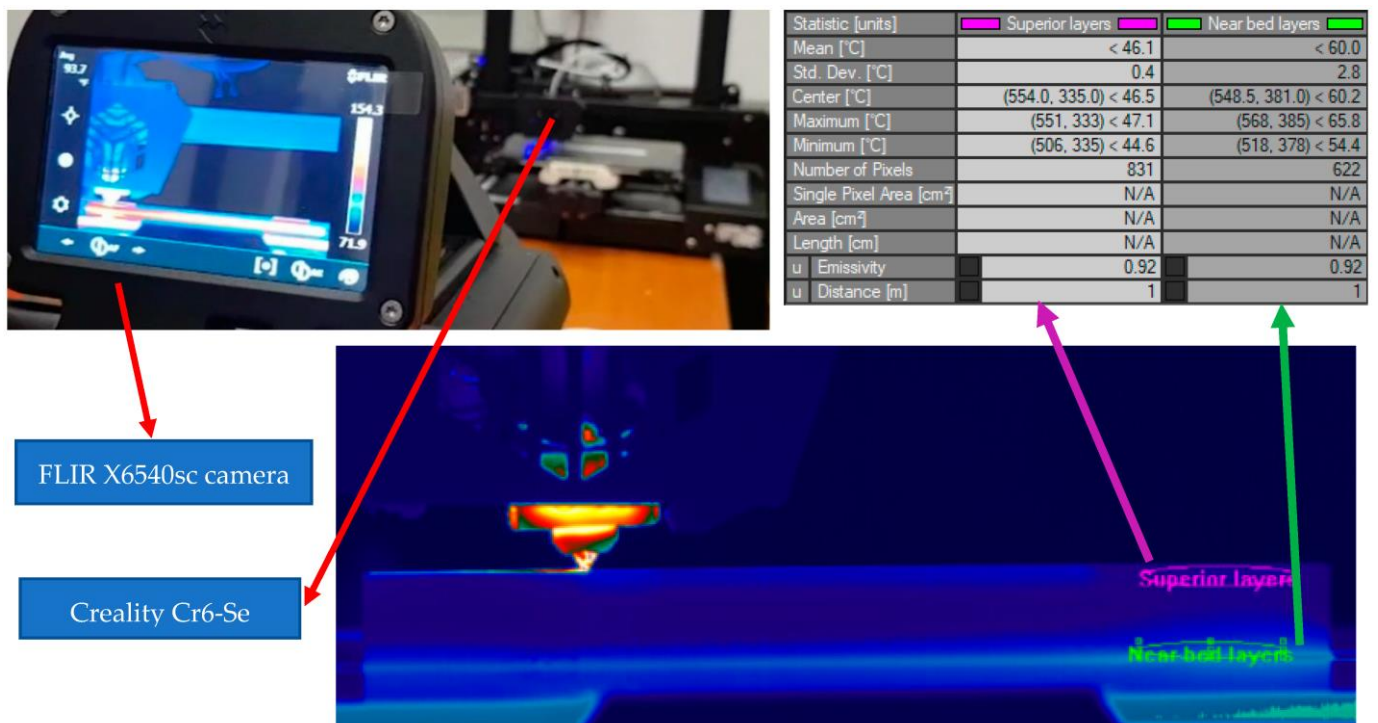 Avg
93.7
°F
FLIR
154.3
71.9
Statistic [units] Superior layers Near bed layers
Mean [°C] < 46.1 < 60.0
Std. Dev. [°C] 0.4 2.8
Center [°C] (554.0, 335.0) < 46.5 (548.5, 381.0) < 60.2
Maximum [°C] (551, 333) < 47.1 (568, 385) < 65.8
Minimum [°C] (506, 335) < 44.6 (518, 378) < 54.4
Number of Pixels 831 622
Single Pixel Area [cm²] N/A N/A
Area [cm²] N/A N/A
Length [cm] N/A N/A
u Emissivity 0.92 0.92
u Distance [m] 1 1
FLIR X6540sc camera
Creality Cr6-Se
Superior layers
Near bed layers